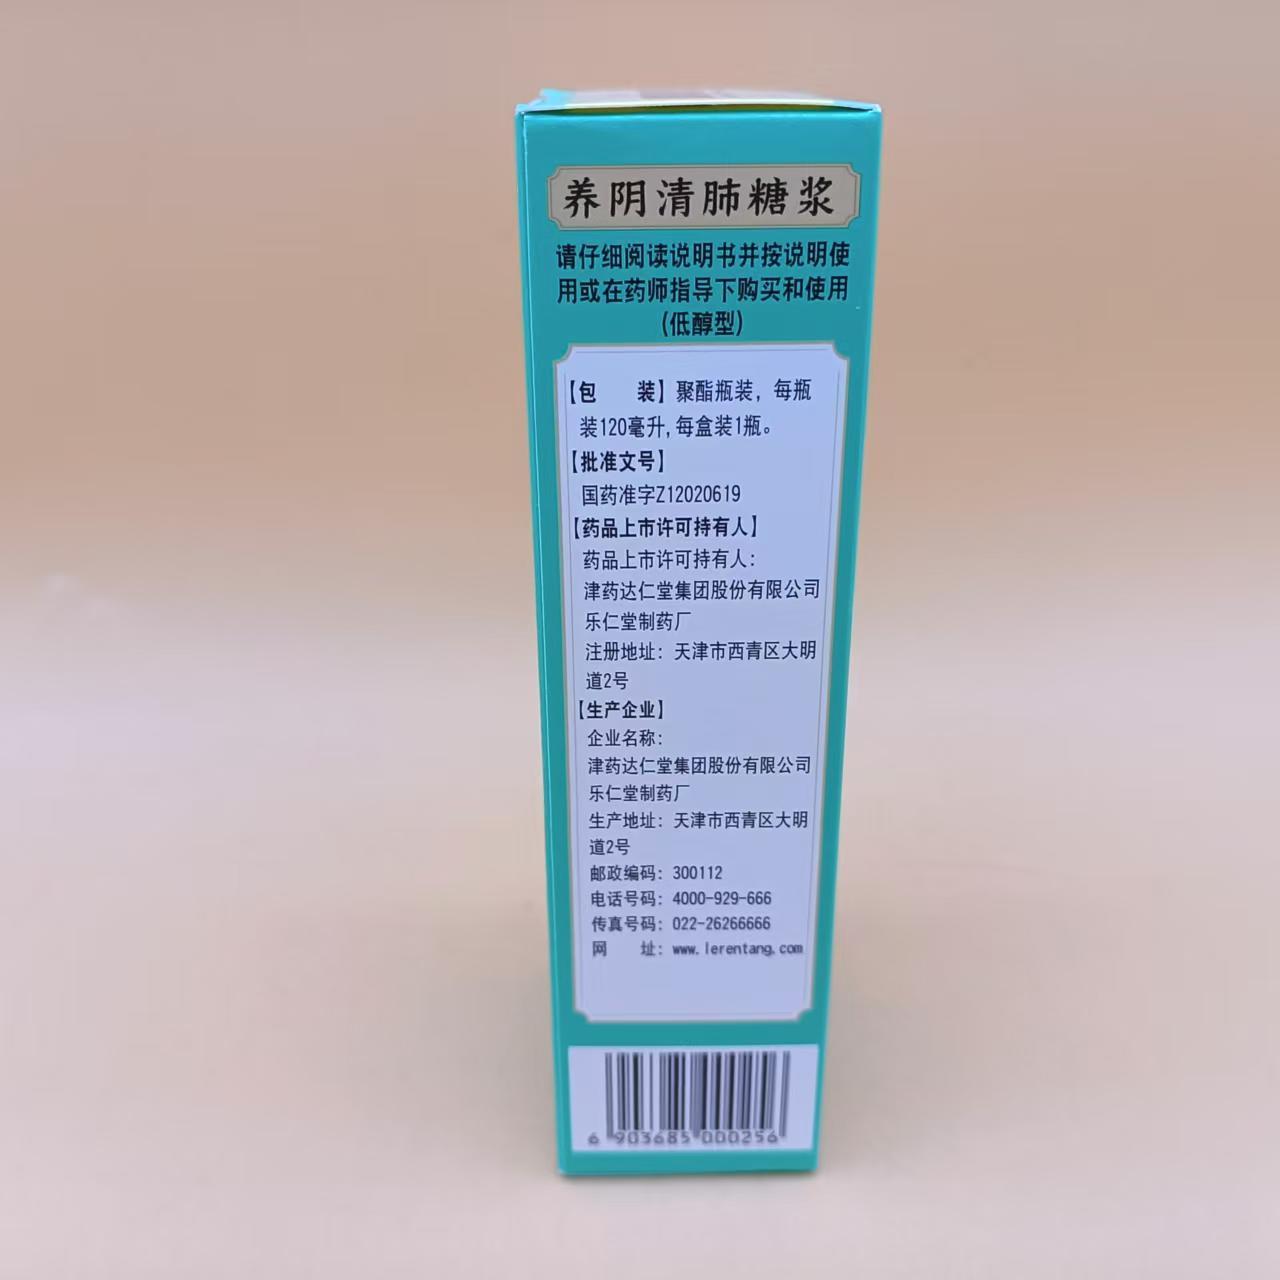 养阴清肺糖浆
请仔细阅读说明书并按说明使
用或在药师指导下购买和使用
(低醇型)
【包　　装】聚酯瓶装，每瓶
装120毫升,每盒装1瓶。
【批准文号】
国药准字Z12020619
【药品上市许可持有人】
药品上市许可持有人：
津药达仁堂集团股份有限公司
乐仁堂制药厂
注册地址：天津市西青区大明
道2号
【生产企业】
企业名称：
津药达仁堂集团股份有限公司
乐仁堂制药厂
生产地址：天津市西青区大明
道2号
邮政编码：300112
电话号码：4000-929-666
传真号码：022-26266666
网　　址：www.lerentang.com
6 903685 000256